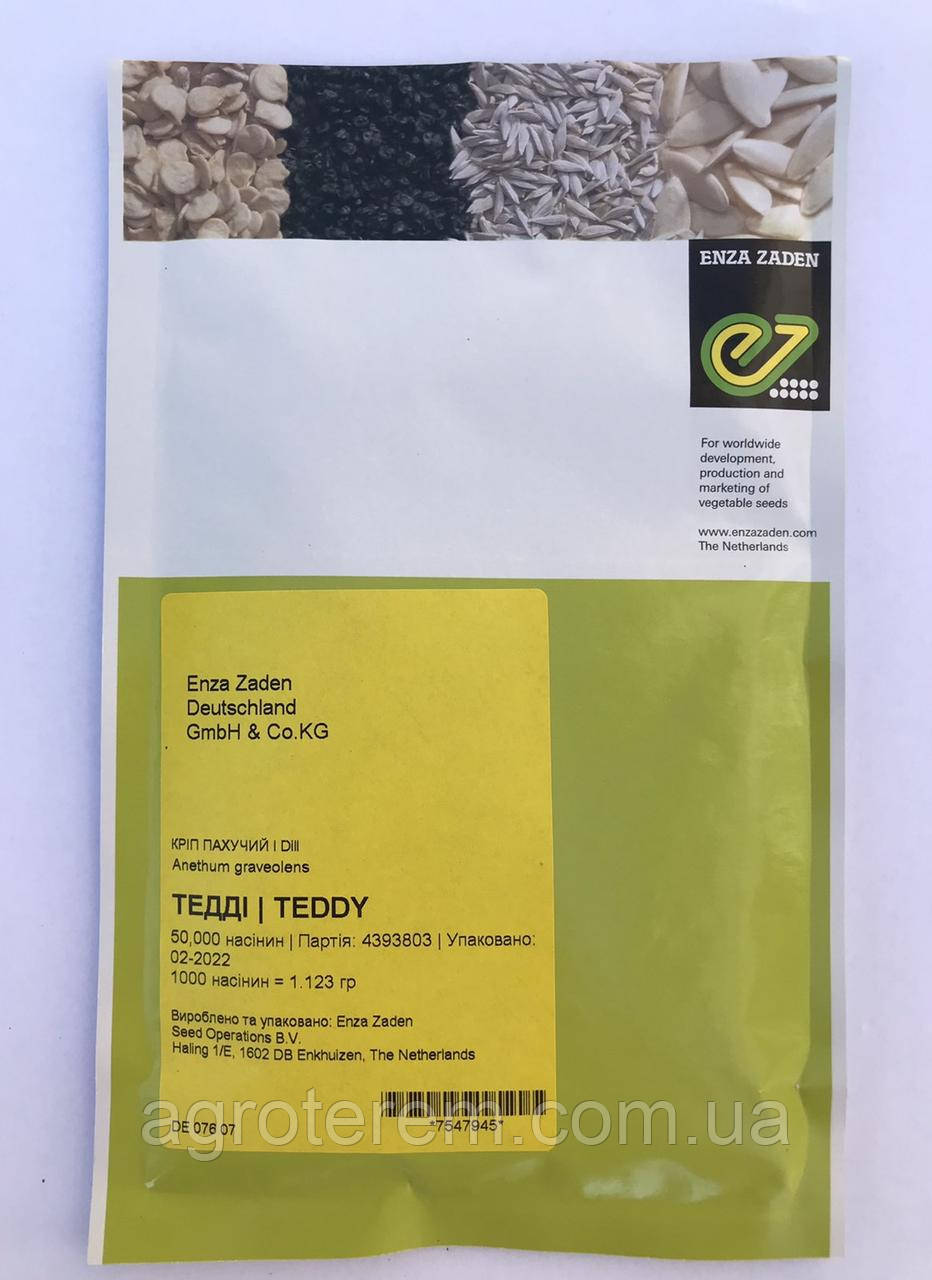 ENZA ZADEN
For worldwide
development,
production and
marketing of
vegetable seeds
www.enzazaden.com
The Netherlands
Enza Zaden
Deutschland
GmbH & Co.KG
КРІП ПАХУЧИЙ | Dill
Anethum graveolens
ТЕДДІ | TEDDY
50,000 насінин | Партія: 4393803 | Упаковано:
02-2022
1000 насінин = 1.123 гр
Вироблено та упаковано: Enza Zaden
Seed Operations B.V.
Haling 1/E, 1602 DB Enkhuizen, The Netherlands
DE 076 07
*7547945*
agroterem.com.ua